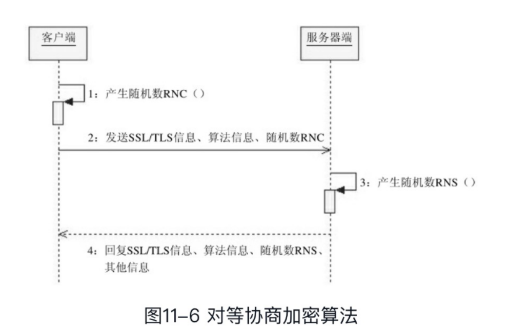 客户端
服务器端
1：产生随机数RNC（）
2：发送SSL/TLS信息、算法信息、随机数RNC
3：产生随机数RNS（）
4：回复SSL/TLS信息、算法信息、随机数RNS、
其他信息
图11–6 对等协商加密算法